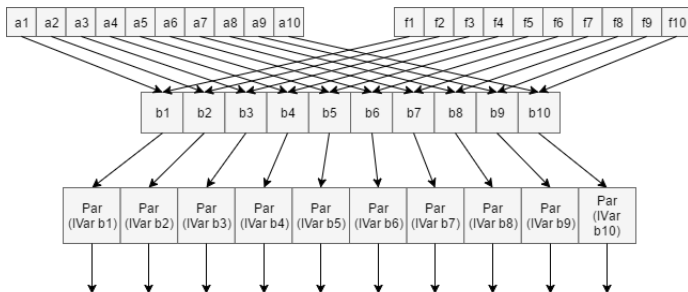 a1 a2 a3 a4 a5 a6 a7 a8 a9 a10 f1 f2 f3 f4 f5 f6 f7 f8 f9 f10
b1 b2 b3 b4 b5 b6 b7 b8 b9 b10
Par
(IVar b1)
Par
(IVar b2)
Par
(IVar b3)
Par
(IVar b4)
Par
(IVar b5)
Par
(IVar b6)
Par
(IVar b7)
Par
(IVar b8)
Par
(IVar b9)
Par
(IVar
b10)